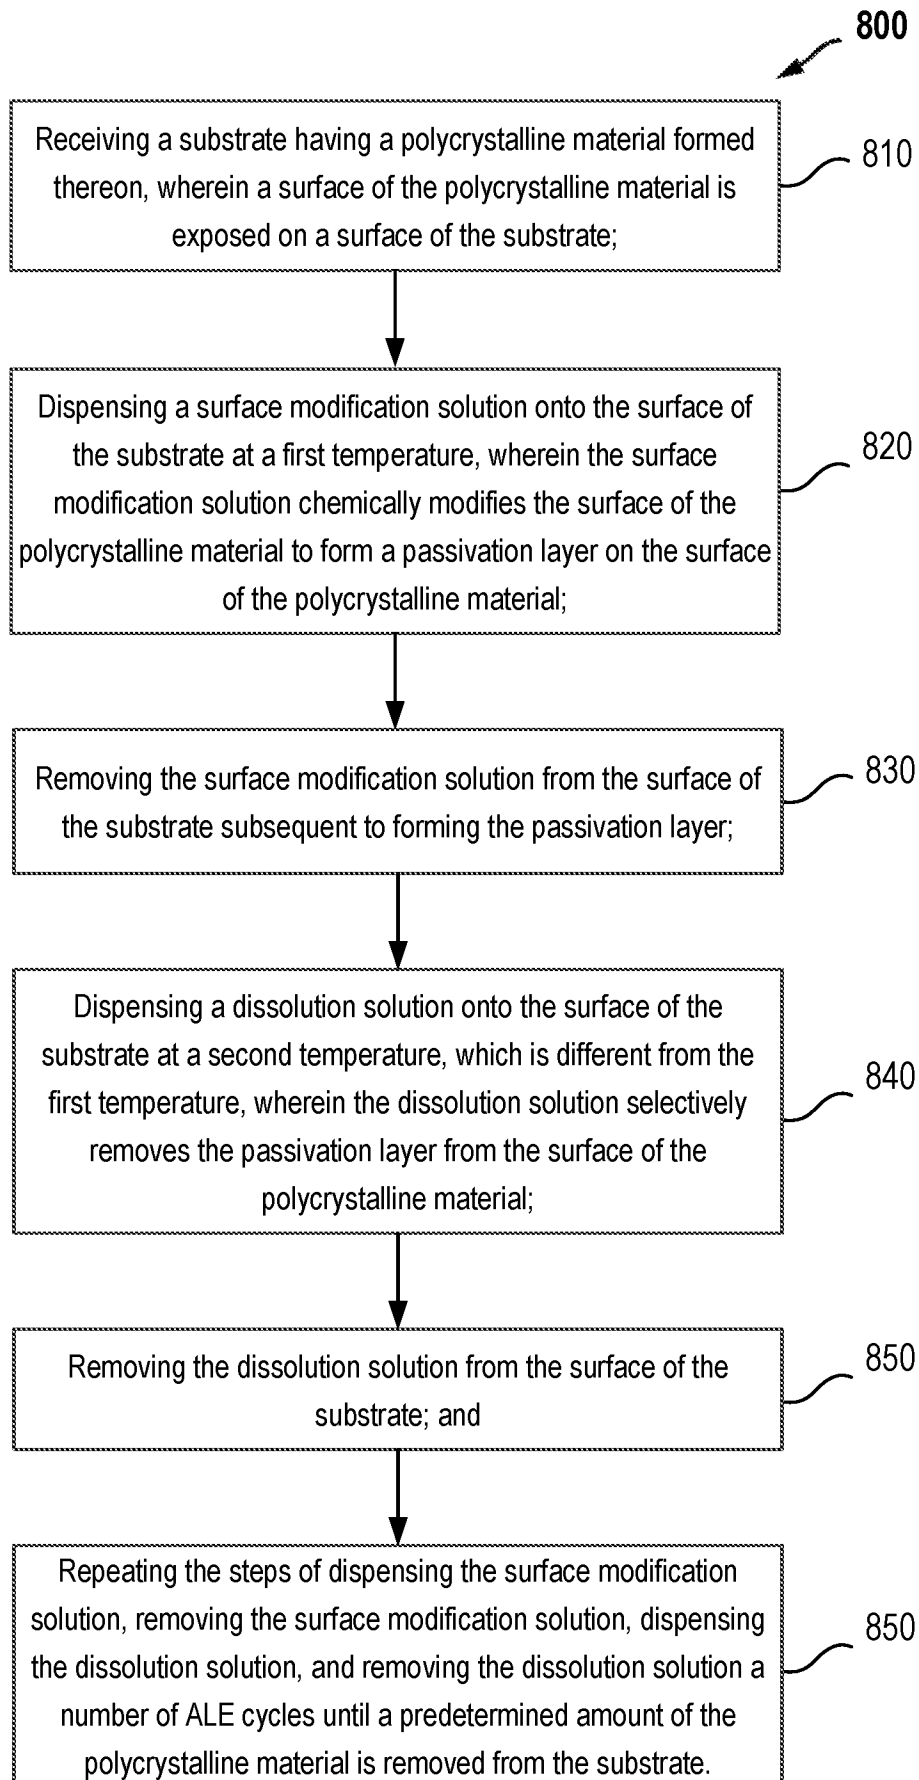 800
Receiving a substrate having a polycrystalline material formed
thereon, wherein a surface of the polycrystalline material is
exposed on a surface of the substrate;
810
Dispensing a surface modification solution onto the surface of
the substrate at a first temperature, wherein the surface
modification solution chemically modifies the surface of the
polycrystalline material to form a passivation layer on the surface
of the polycrystalline material;
820
Removing the surface modification solution from the surface of
the substrate subsequent to forming the passivation layer;
830
Dispensing a dissolution solution onto the surface of the
substrate at a second temperature, which is different from the
first temperature, wherein the dissolution solution selectively
removes the passivation layer from the surface of the
polycrystalline material;
840
Removing the dissolution solution from the surface of the
substrate; and
850
Repeating the steps of dispensing the surface modification
solution, removing the surface modification solution, dispensing
the dissolution solution, and removing the dissolution solution a
number of ALE cycles until a predetermined amount of the
polycrystalline material is removed from the substrate.
850